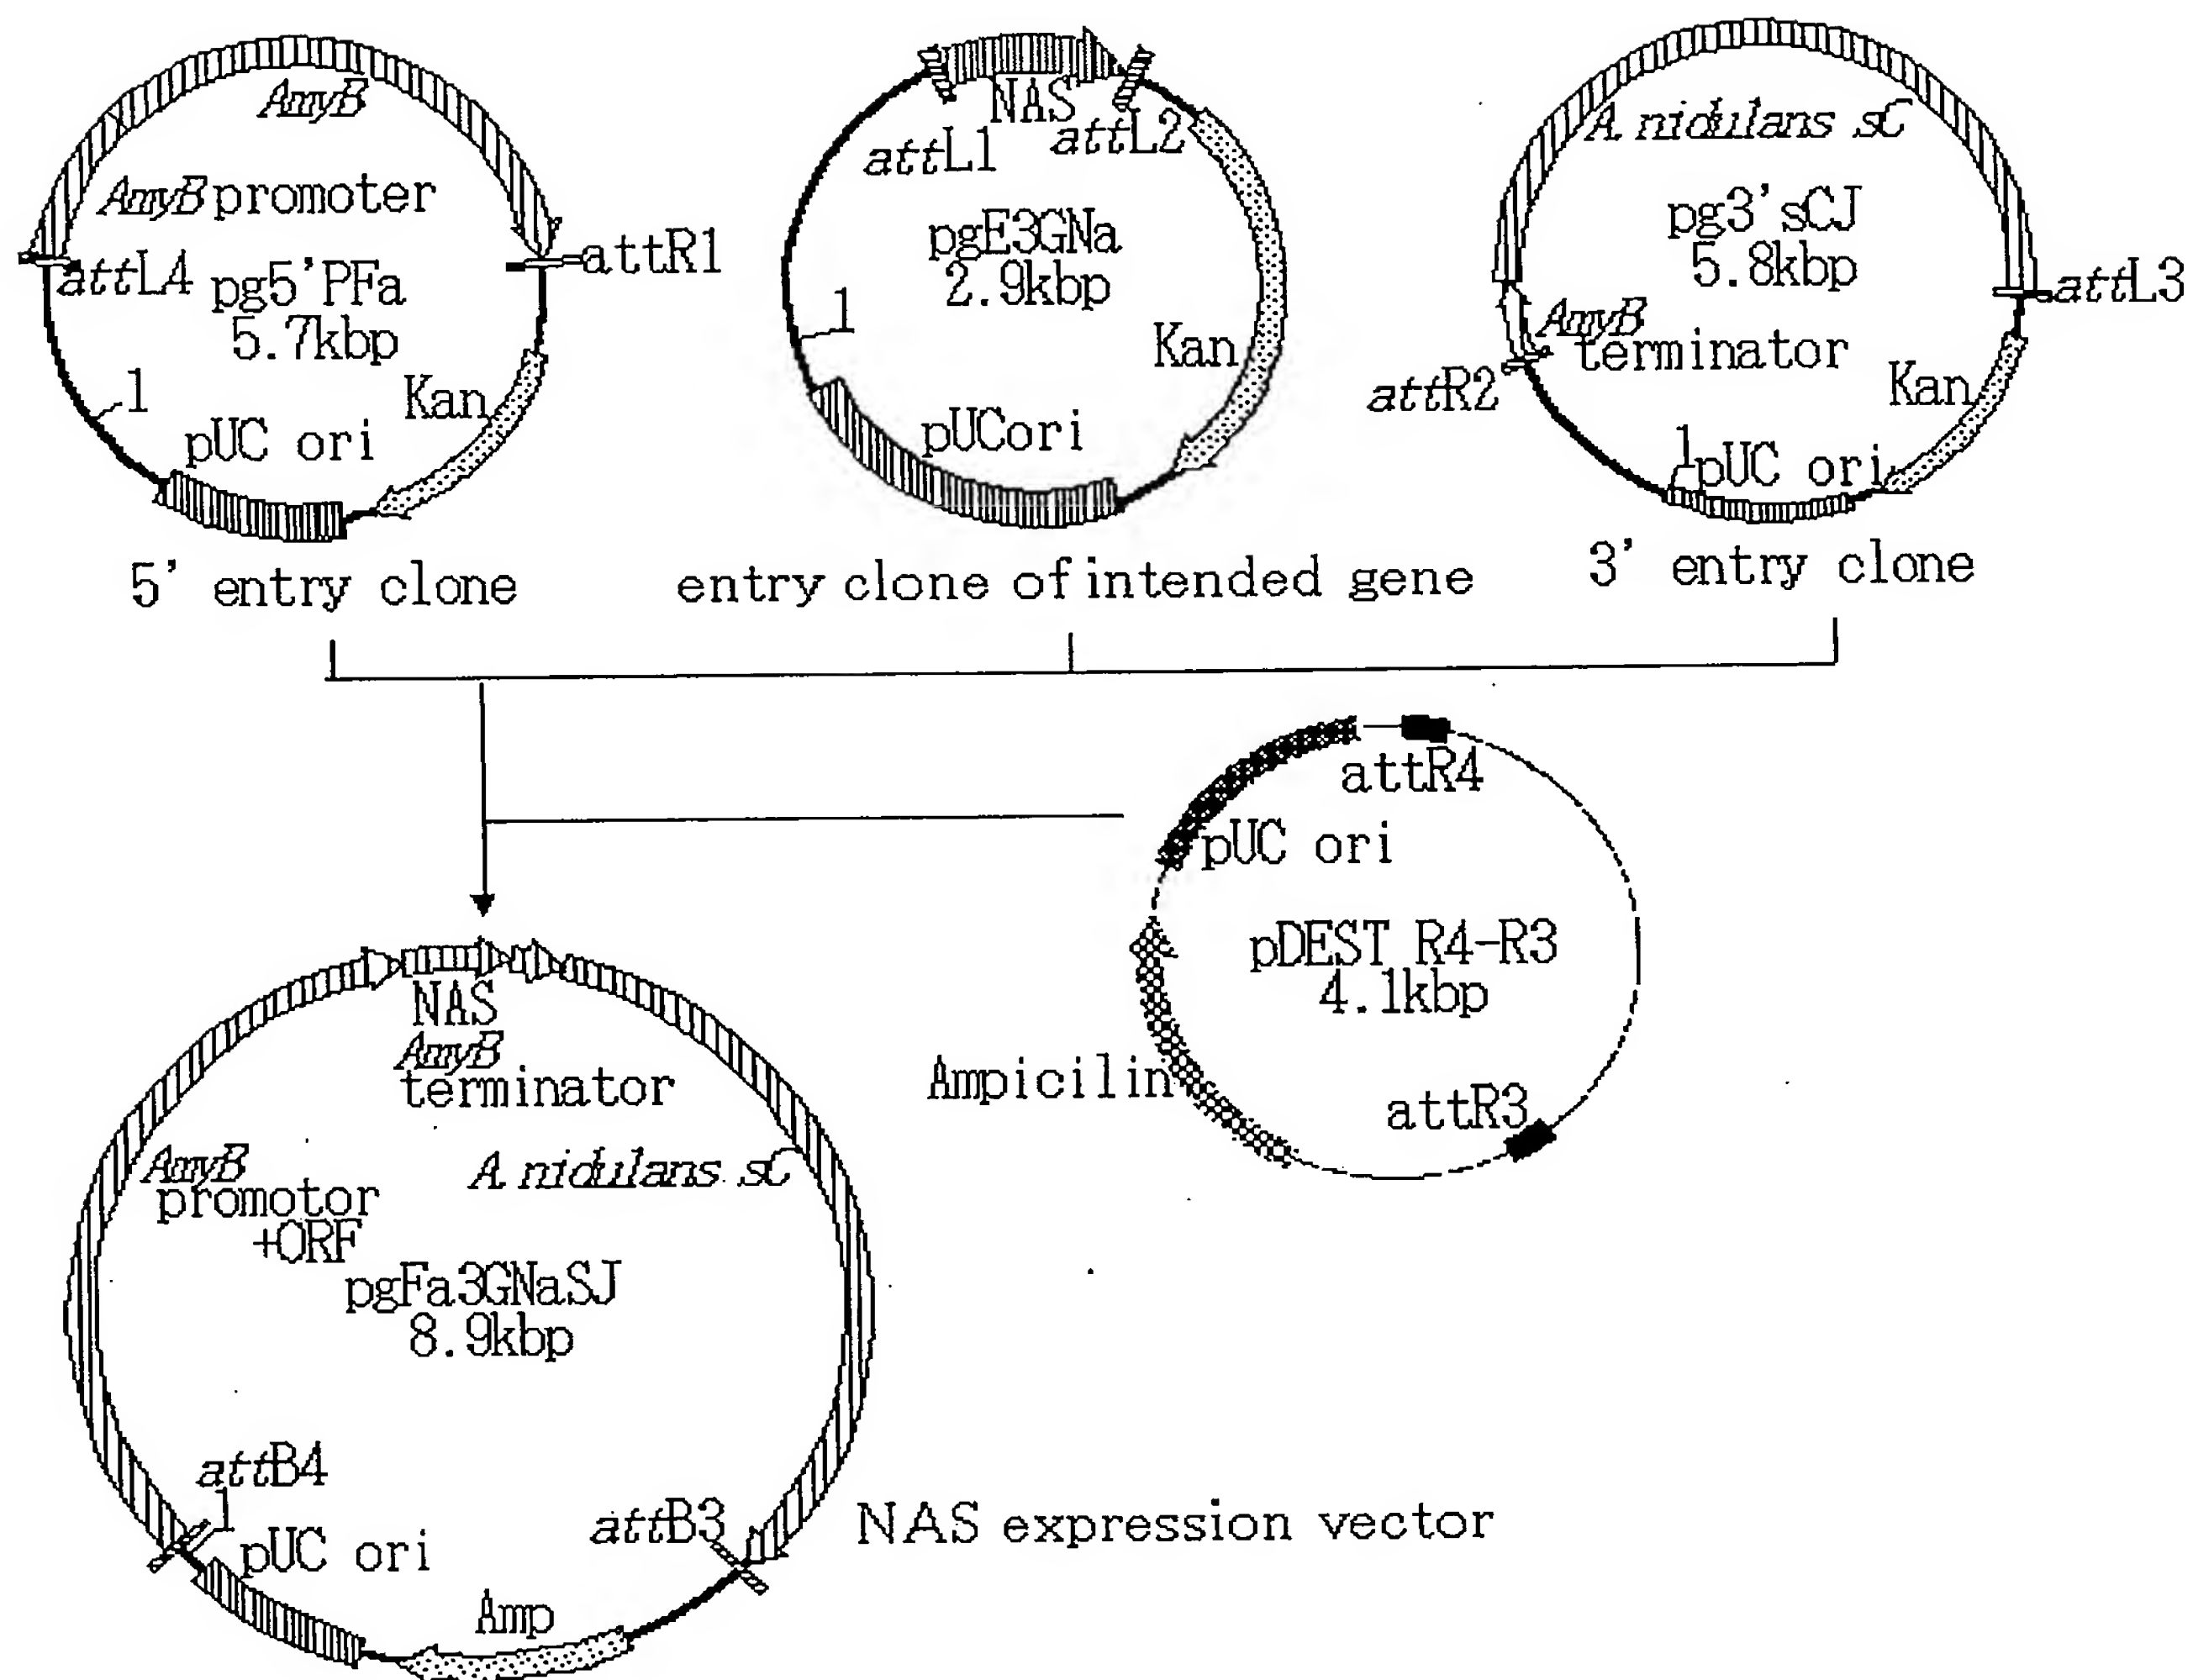 AmyB
AmyB promoter
attL4
attR1
pg5'PFa
5.7kbp
1
Kan
pUC ori
5' entry clone
NAS
attL1
attL2
pgE3GNa
2.9kbp
1
Kan
pUCori
entry clone of intended gene
A. nidulans sC
pg3'sCJ
5.8kbp
attL3
AmyB
terminator
attR2
Kan
1
pUC ori
3' entry clone
attR4
pUC ori
pDEST R4-R3
4.1kbp
Ampicilin
attR3
NAS
AmyB
terminator
AmyB
promotor
+ORF
A. nidulans sC
pgFa3GNaSJ
8.9kbp
attB4
1
pUC ori
attB3
Amp
NAS expression vector